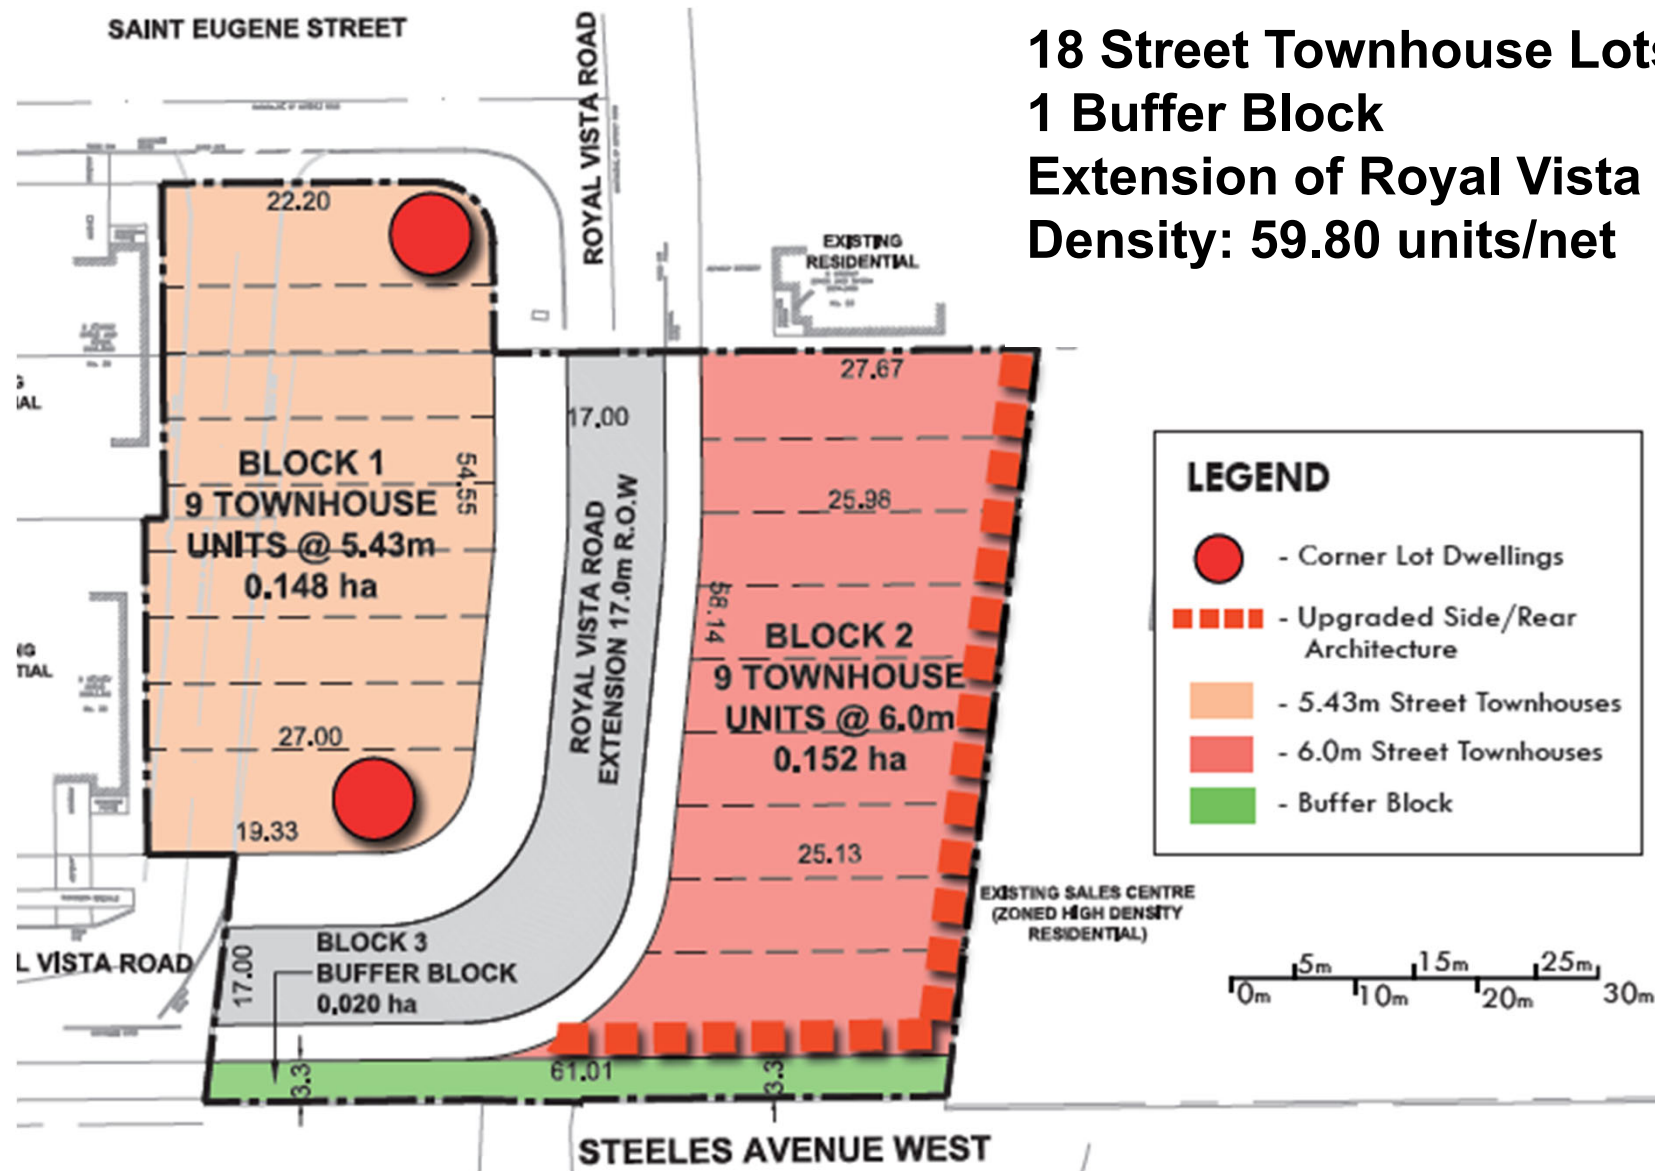 SAINT EUGENE STREET
ROYAL VISTA ROAD
18 Street Townhouse Lots
1 Buffer Block
Extension of Royal Vista
Density: 59.80 units/net
EXISTING
RESIDENTIAL
22.20
27.67
17.00
25.98
BLOCK 1
9 TOWNHOUSE
UNITS @ 5.43m
0.148 ha
54.55
ROYAL VISTA ROAD
EXTENSION 17.0m R.O.W
58.14
BLOCK 2
9 TOWNHOUSE
UNITS @ 6.0m
0.152 ha
27.00
19.33
25.13
LEGEND
- Corner Lot Dwellings
- Upgraded Side/Rear
Architecture
- 5.43m Street Townhouses
- 6.0m Street Townhouses
- Buffer Block
EXISTING SALES CENTRE
(ZONED HIGH DENSITY
RESIDENTIAL)
L VISTA ROAD
17.00
BLOCK 3
BUFFER BLOCK
0.020 ha
5m 15m 25m
0m 10m 20m 30m
3.3
61.01
3.3
STEELES AVENUE WEST